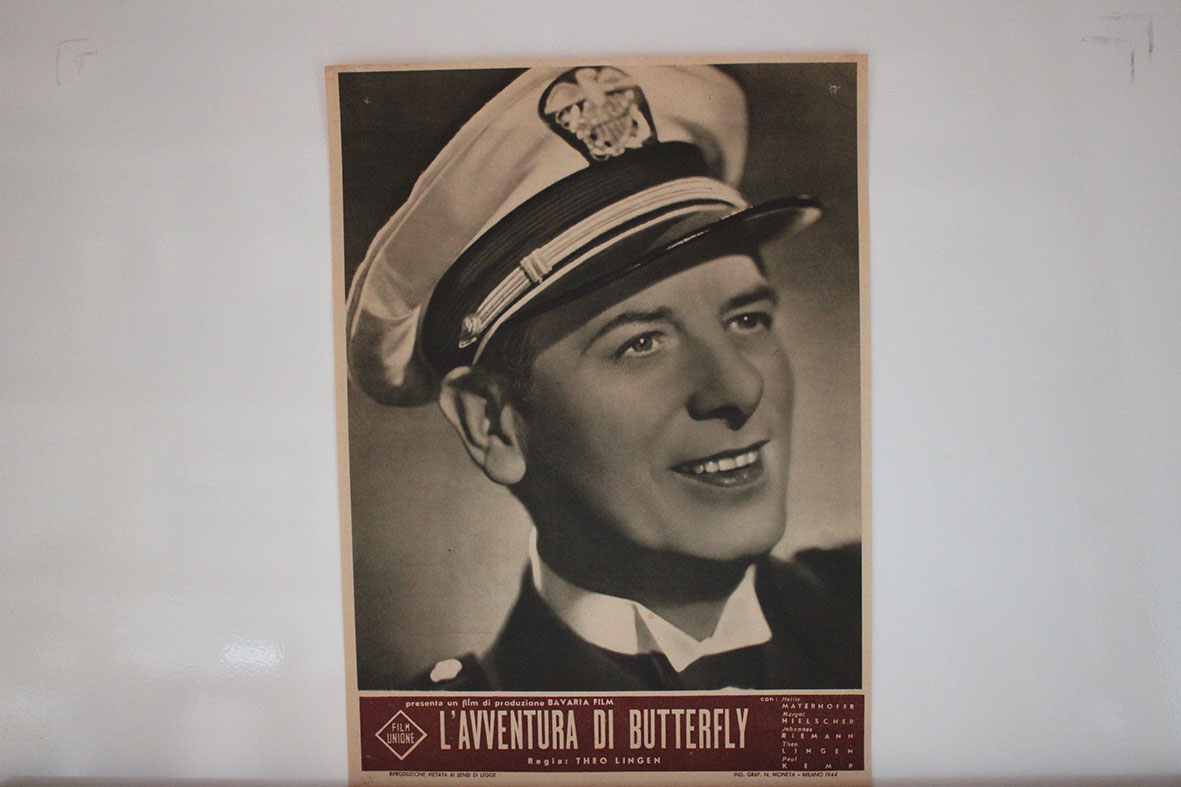 presenta un film di produzione BAVARIA FILM
FILM
UNIONE
L'AVVENTURA DI BUTTERFLY
Regia: THEO LINGEN
con: Hattie
MAYERHOFER
Margot
HIELSCHER
Johannes
RIEMANN
Theo
LINGEN
Paul
KEMP
RIPRODUZIONE VIETATA AI SENSI DI LEGGE
IND. GRAF. N. MONETA - MILANO 1944